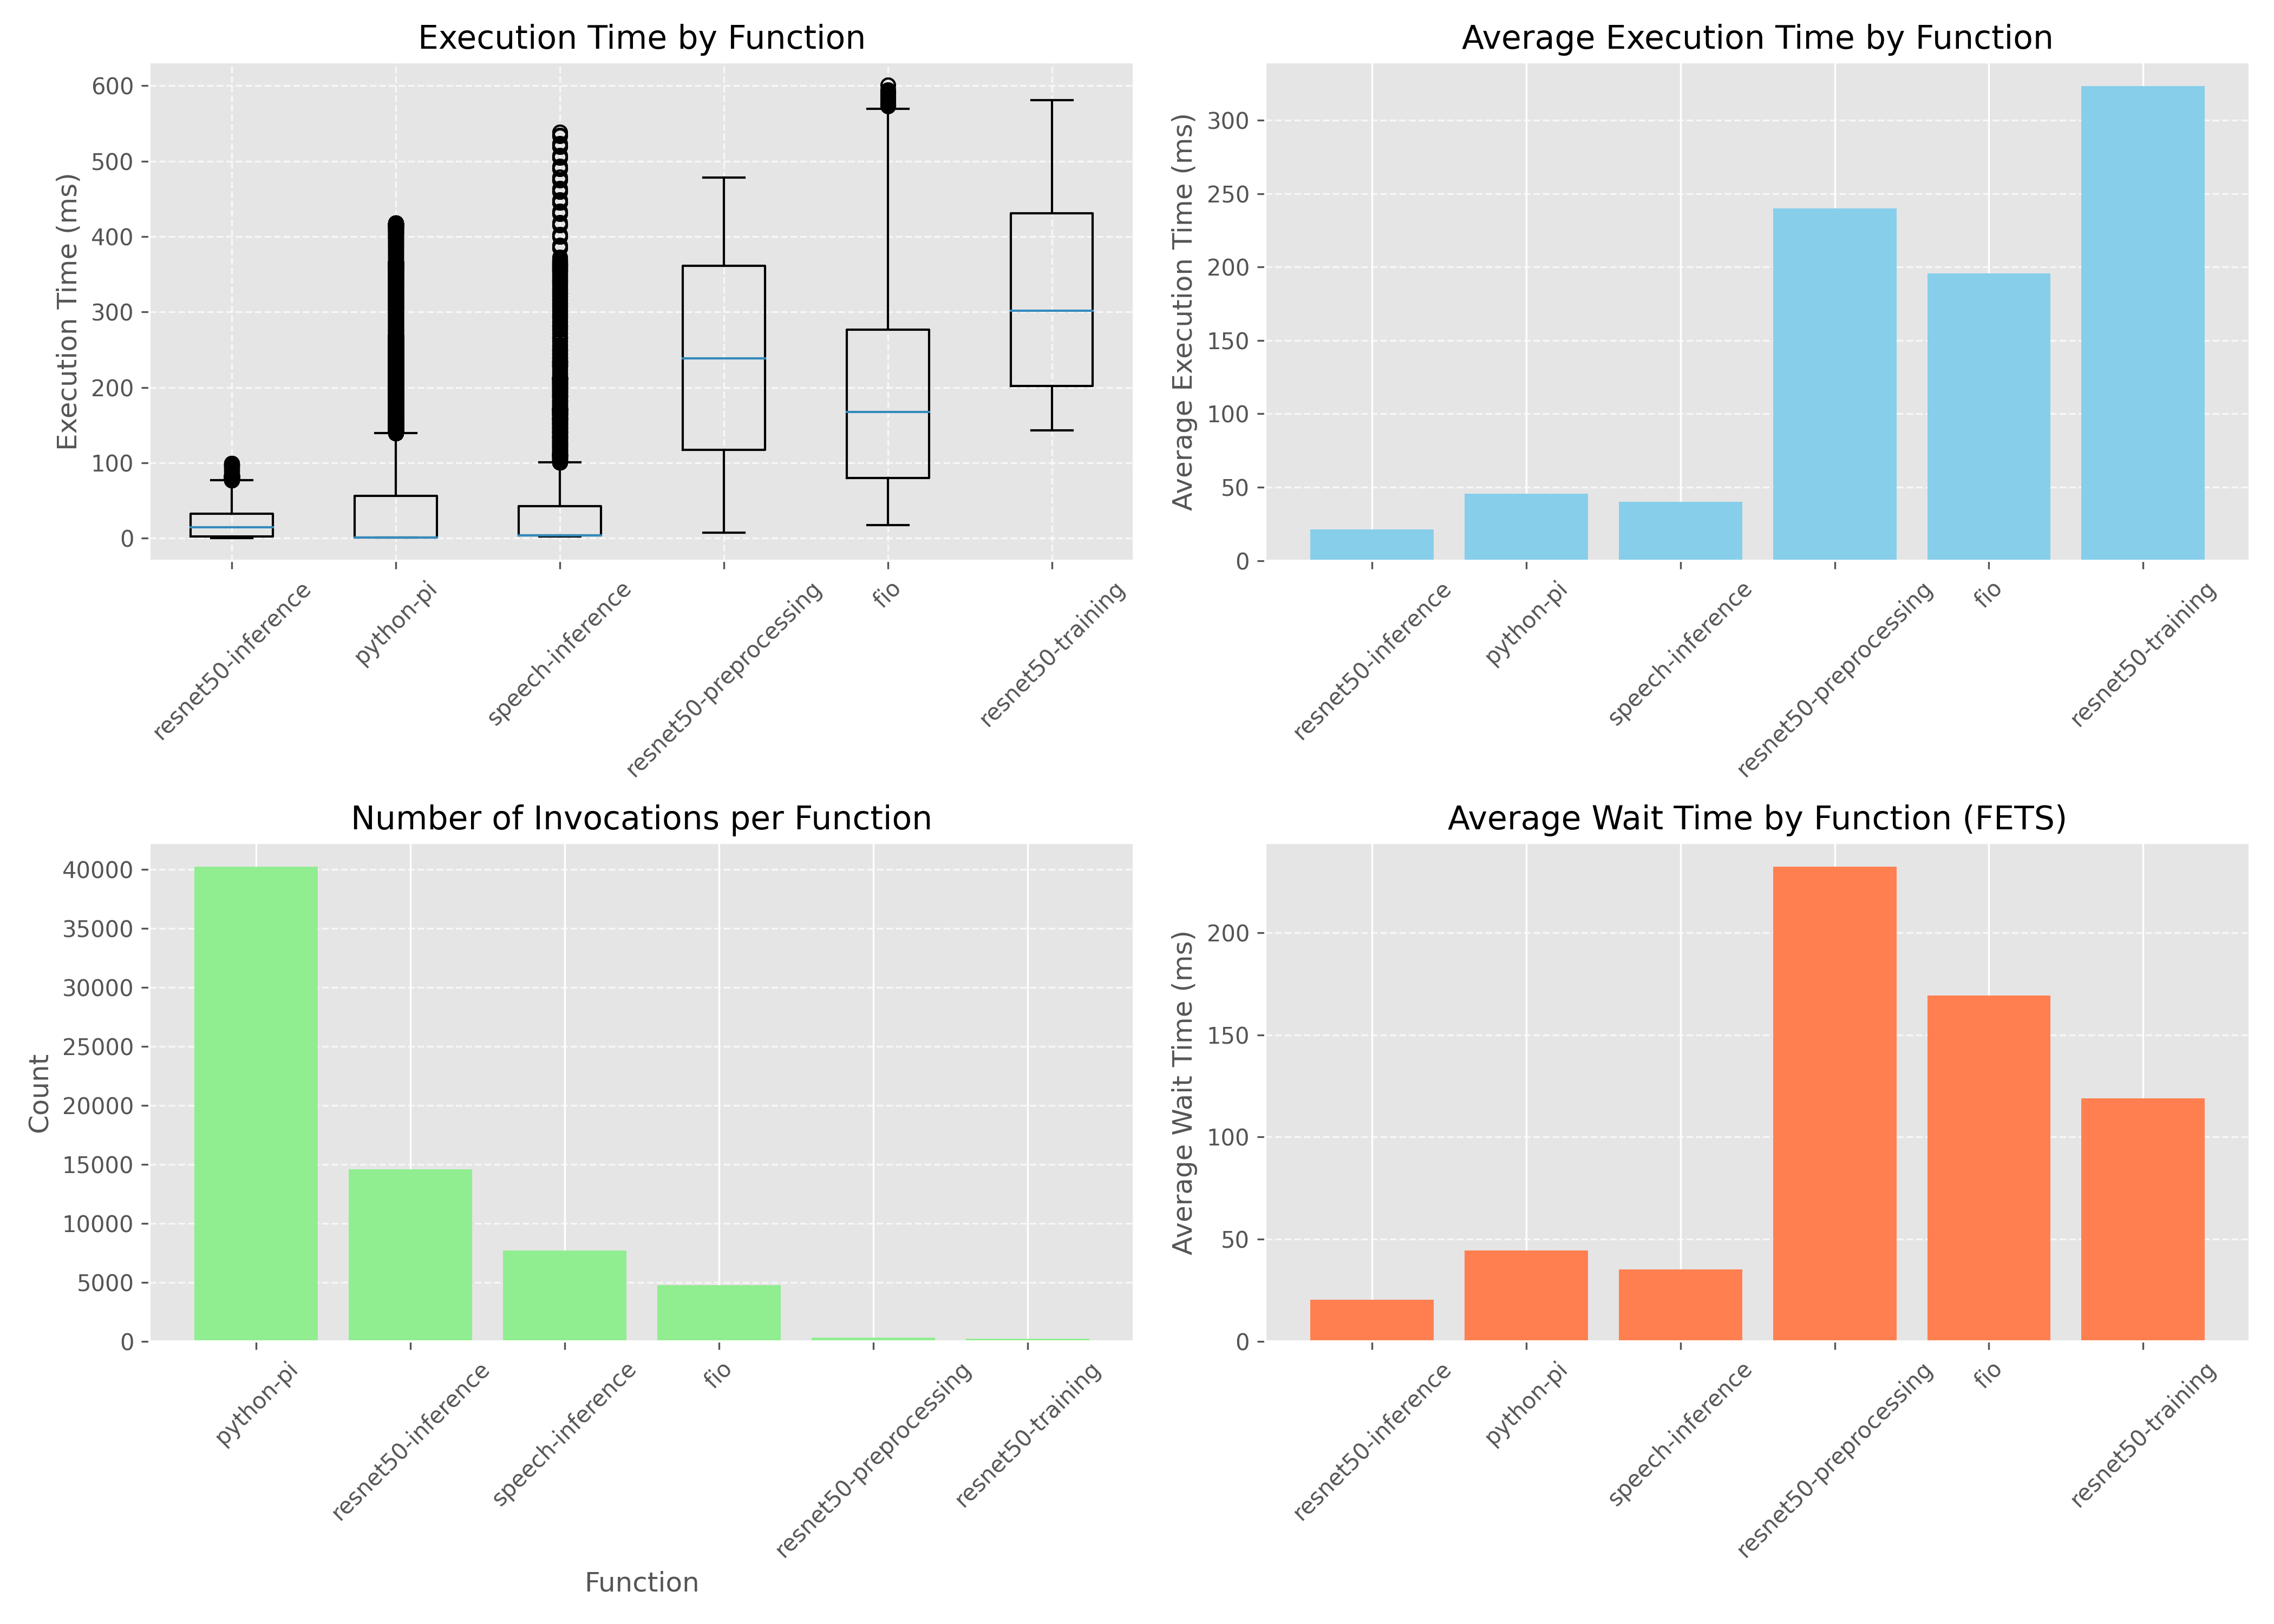 Execution Time by Function
Execution Time (ms)
600
500
400
300
200
100
0
resnet50-inference
python-pi
speech-inference
resnet50-preprocessing
fio
resnet50-training
Average Execution Time by Function
Average Execution Time (ms)
300
250
200
150
100
50
0
resnet50-inference
python-pi
speech-inference
resnet50-preprocessing
fio
resnet50-training
Number of Invocations per Function
Count
40000
35000
30000
25000
20000
15000
10000
5000
0
python-pi
resnet50-inference
speech-inference
fio
resnet50-preprocessing
resnet50-training
Function
Average Wait Time by Function (FETS)
Average Wait Time (ms)
200
150
100
50
0
resnet50-inference
python-pi
speech-inference
resnet50-preprocessing
fio
resnet50-training